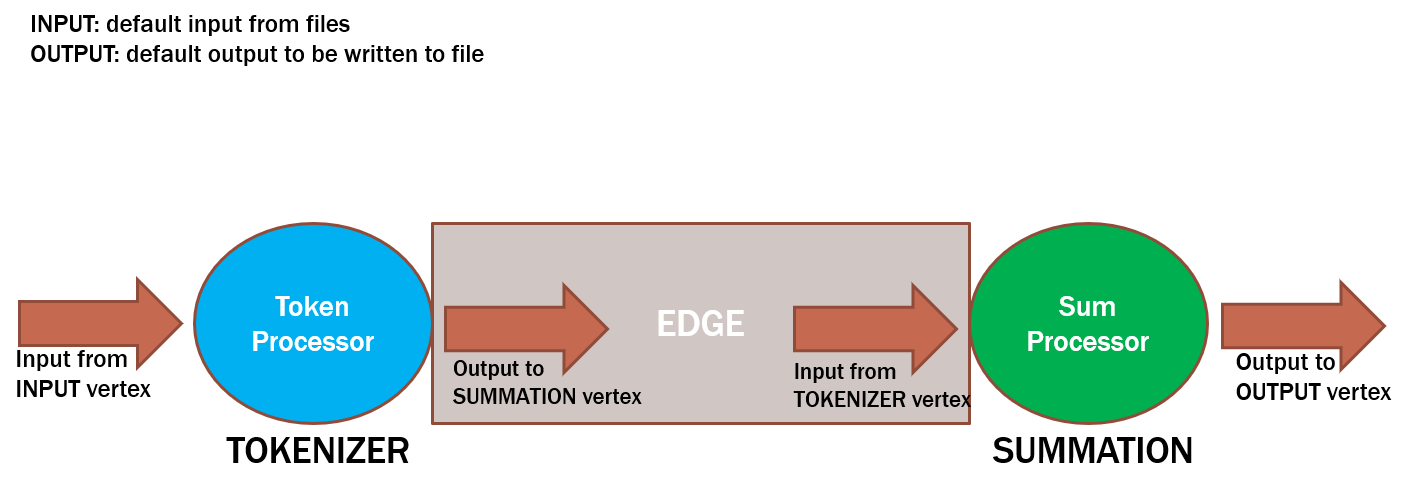 INPUT: default input from files
OUTPUT: default output to be written to file
Token
Processor
EDGE
Sum
Processor
Input from
INPUT vertex
Output to
SUMMATION vertex
Input from
TOKENIZER vertex
Output to
OUTPUT vertex
TOKENIZER
SUMMATION